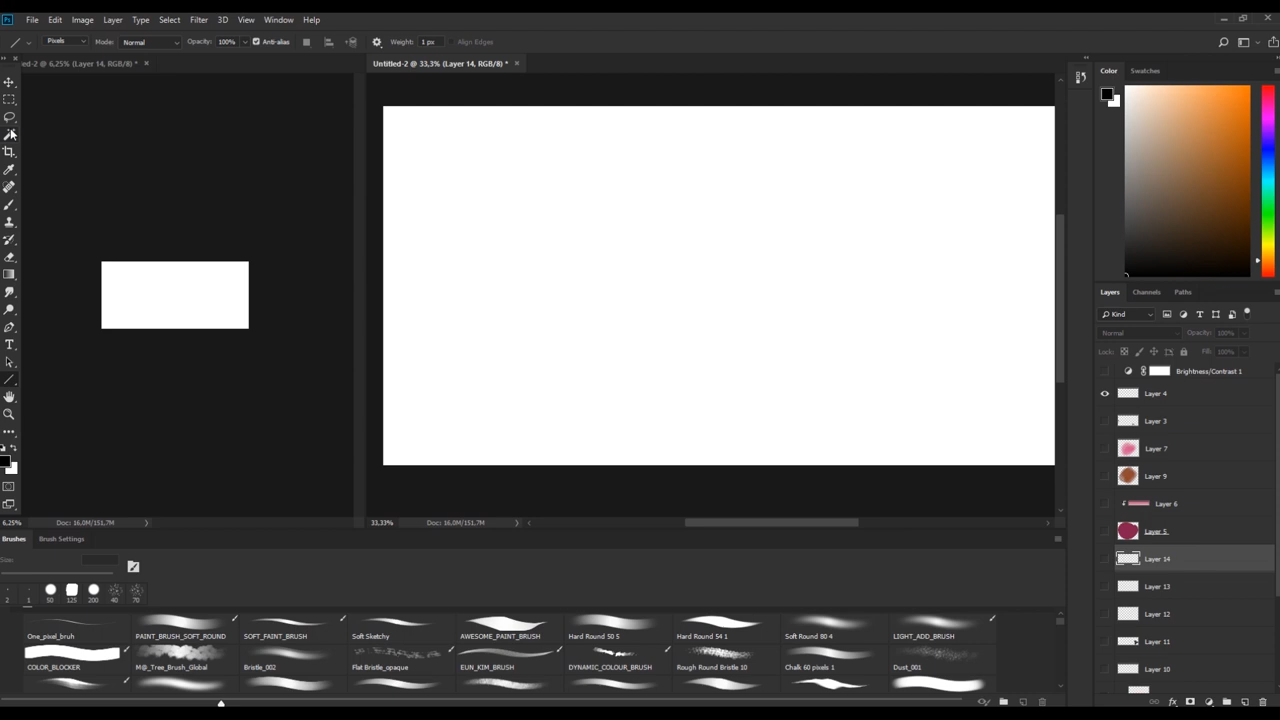 Ps File Edit Image Layer Type Select Filter 3D View Window Help
Pixels Mode: Normal Opacity: 100% Anti-alias Weight: 1 px Align Edges
ed-2 @ 6,25% (Layer 14, RGB/8) * Untitled-2 @ 33,3% (Layer 14, RGB/8) *
Color Swatches
Layers Channels Paths
Kind
Normal Opacity: 100%
Lock: Fill: 100%
Brightness/Contrast 1
Layer 4
Layer 3
Layer 7
Layer 9
Layer 6
Layer 5
Layer 14
Layer 13
Layer 12
Layer 11
Layer 10
6,25% Doc: 16,0M/151,7M 33,33% Doc: 16,0M/151,7M
Brushes Brush Settings
Size:
2 1 50 125 200 40 70
One_pixel_bruh PAINT_BRUSH_SOFT_ROUND SOFT_FAINT_BRUSH Soft Sketchy AWESOME_PAINT_BRUSH Hard Round 50 5 Hard Round 54 1 Soft Round 80 4 LIGHT_ADD_BRUSH
COLOR_BLOCKER M@_Tree_Brush_Global Bristle_002 Flat Bristle_opaque EUN_KIM_BRUSH DYNAMIC_COLOUR_BRUSH Rough Round Bristle 10 Chalk 60 pixels 1 Dust_001